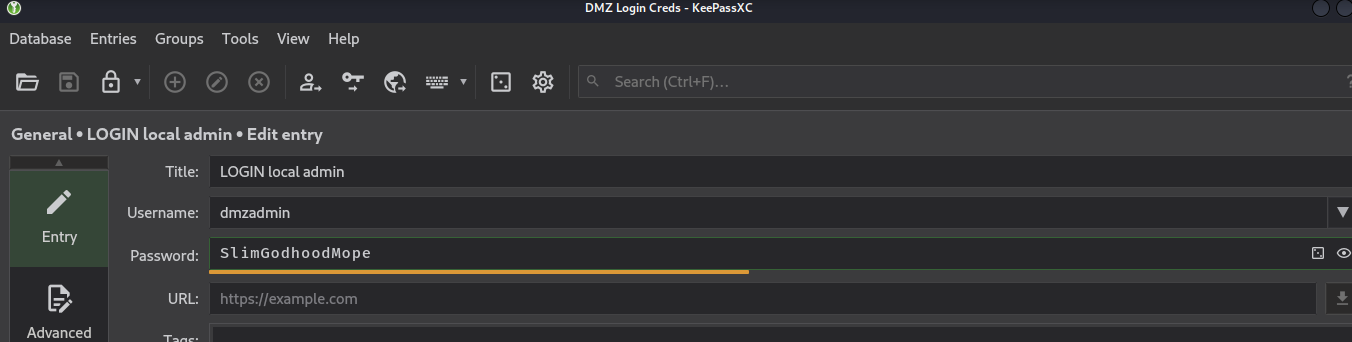 DMZ Login Creds - KeePassXC
Database Entries Groups Tools View Help
Search (Ctrl+F)... ?
General • LOGIN local admin • Edit entry
Title: LOGIN local admin
Entry
Username: dmzadmin
Password: SlimGodhoodMope
URL: https://example.com
Advanced
Tags: